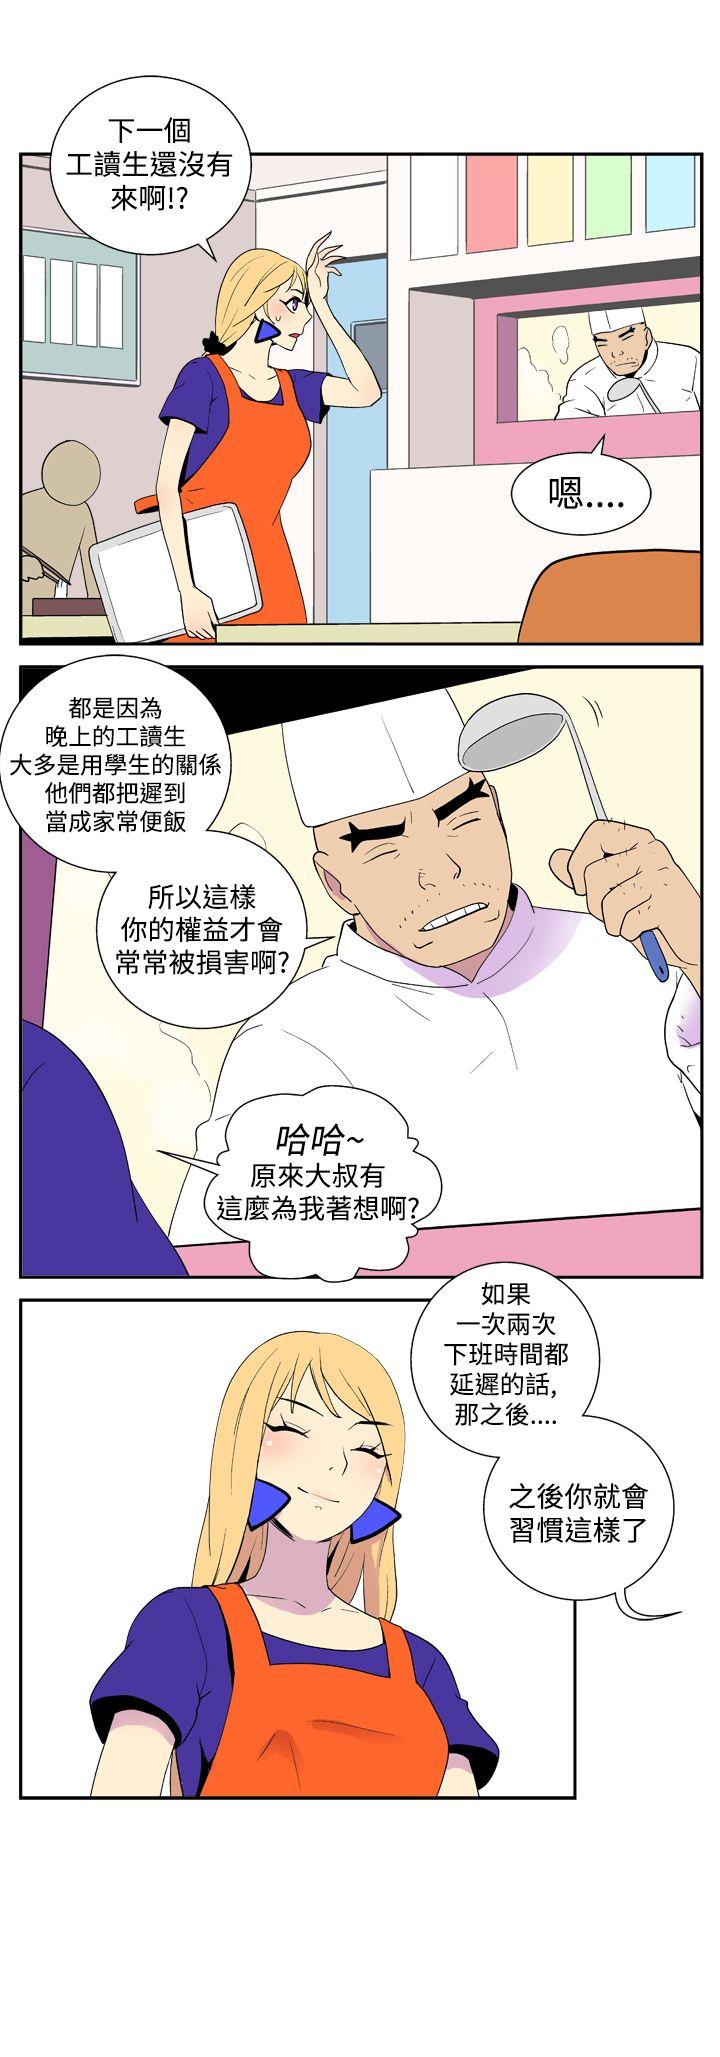 下一個
工讀生還沒有
來啊!?
嗯....
都是因為
晚上的工讀生
大多是用學生的關係
他們都把遲到
當成家常便飯
所以這樣
你的權益才會
常常被損害啊?
哈哈~
原來大叔有
這麼為我著想啊?
如果
一次兩次
下班時間都
延遲的話,
那之後....
之後你就會
習慣這樣了